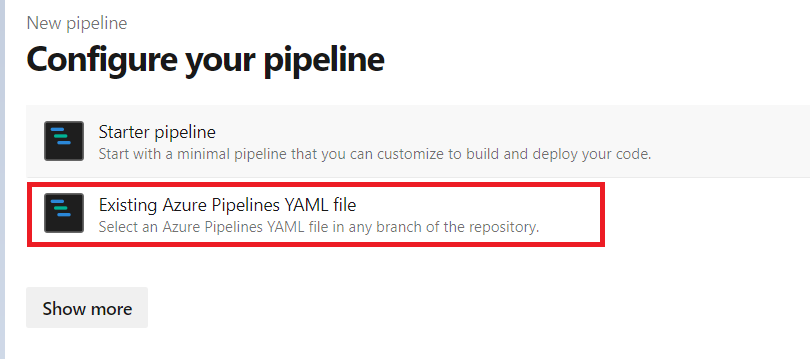 New pipeline
Configure your pipeline
Starter pipeline
Start with a minimal pipeline that you can customize to build and deploy your code.
Existing Azure Pipelines YAML file
Select an Azure Pipelines YAML file in any branch of the repository.
Show more